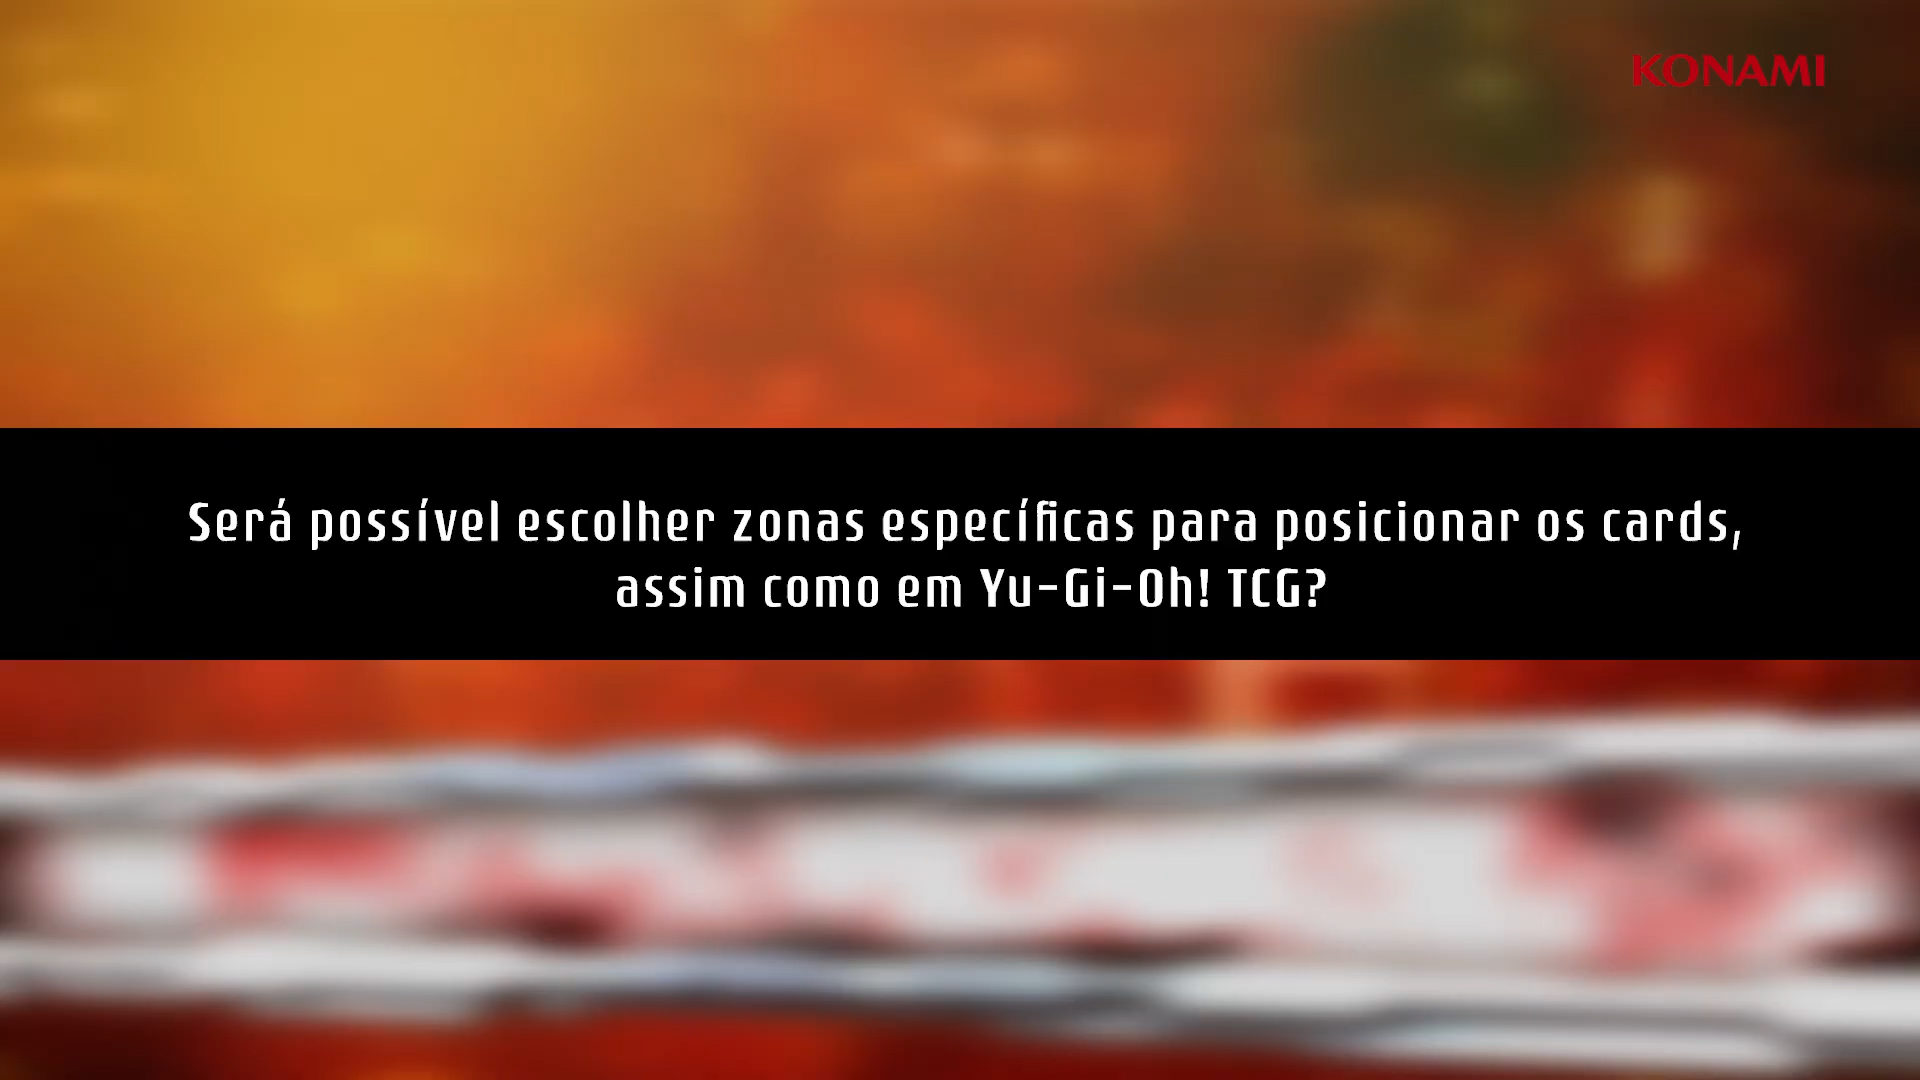 KONAMI
Será possível escolher zonas específicas para posicionar os cards,
assim como em Yu-Gi-Oh! TCG?